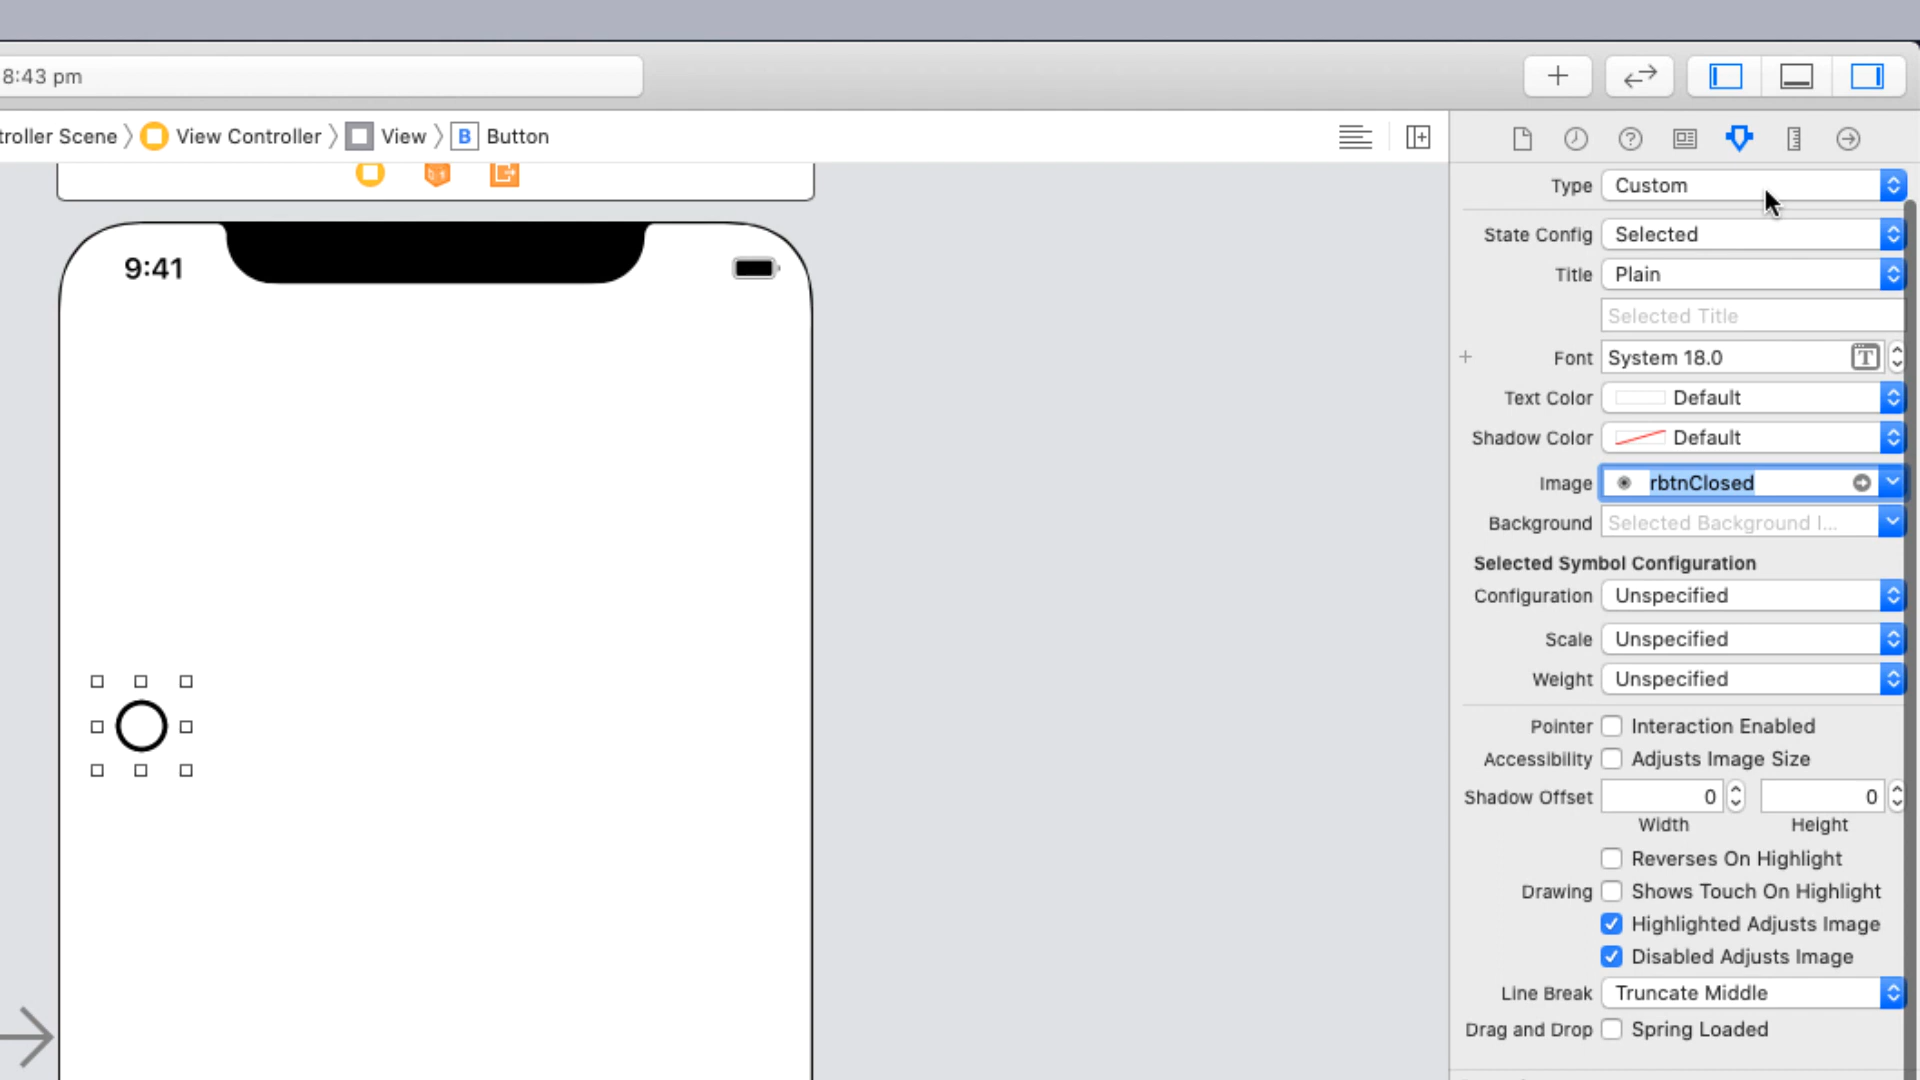 8:43 pm
troller Scene 〉 View Controller 〉 View 〉 B Button
9:41
Type Custom
State Config Selected
Title Plain
Selected Title
+ Font System 18.0 T
Text Color Default
Shadow Color Default
Image rbtnClosed
Background Selected Background I...
Selected Symbol Configuration
Configuration Unspecified
Scale Unspecified
Weight Unspecified
Pointer Interaction Enabled
Accessibility Adjusts Image Size
Shadow Offset 0 0
Width Height
Reverses On Highlight
Drawing Shows Touch On Highlight
Highlighted Adjusts Image
Disabled Adjusts Image
Line Break Truncate Middle
Drag and Drop Spring Loaded